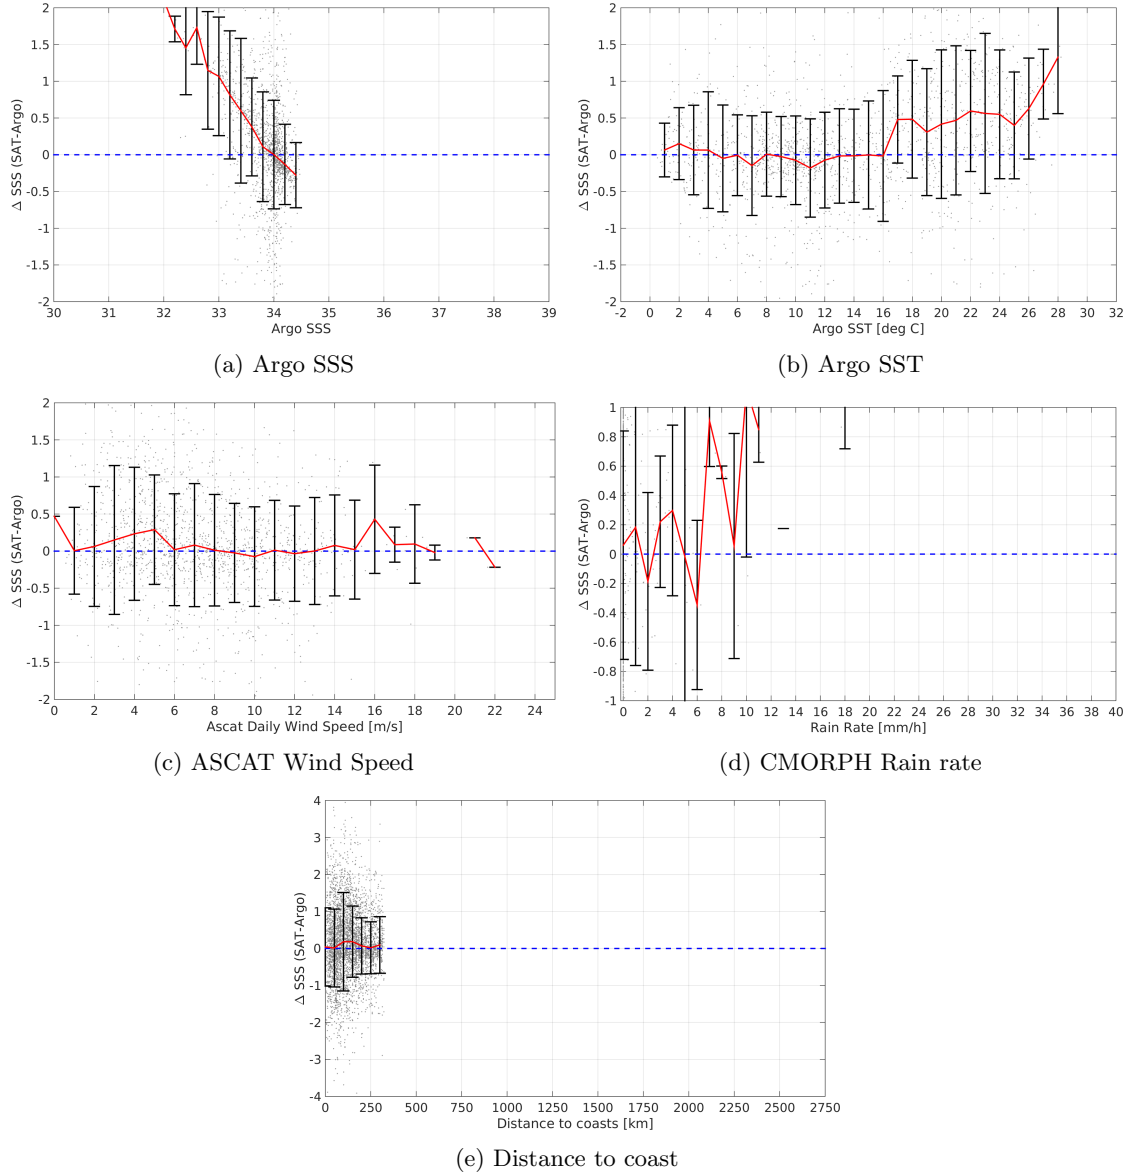 2
1.5
1
0.5
0
-0.5
-1
-1.5
-2
Δ SSS (SAT-Argo)
30 31 32 33 34 35 36 37 38 39
Argo SSS
(a) Argo SSS
2
1.5
1
0.5
0
-0.5
-1
-1.5
-2
Δ SSS (SAT-Argo)
-2 0 2 4 6 8 10 12 14 16 18 20 22 24 26 28 30 32
Argo SST [deg C]
(b) Argo SST
2
1.5
1
0.5
0
-0.5
-1
-1.5
-2
Δ SSS (SAT-Argo)
0 2 4 6 8 10 12 14 16 18 20 22 24
Ascat Daily Wind Speed [m/s]
(c) ASCAT Wind Speed
1
0.8
0.6
0.4
0.2
0
-0.2
-0.4
-0.6
-0.8
-1
Δ SSS (SAT-Argo)
0 2 4 6 8 10 12 14 16 18 20 22 24 26 28 30 32 34 36 38 40
Rain Rate [mm/h]
(d) CMORPH Rain rate
4
3
2
1
0
-1
-2
-3
-4
Δ SSS (SAT-Argo)
0 250 500 750 1000 1250 1500 1750 2000 2250 2500 2750
Distance to coasts [km]
(e) Distance to coast